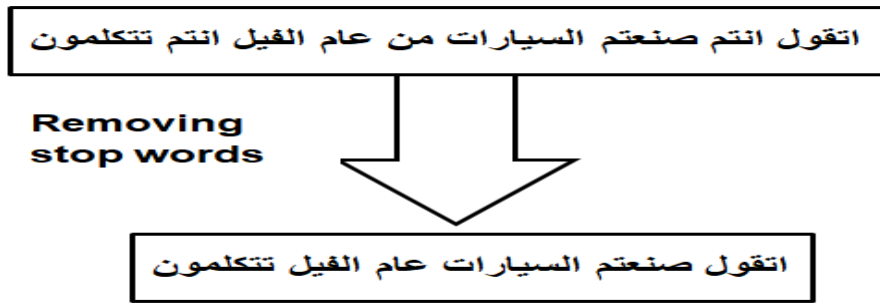 اتقول انتم صنعتم السيارات من عام الفيل انتم تتكلمون
Removing
stop words
اتقول صنعتم السيارات عام الفيل تتكلمون